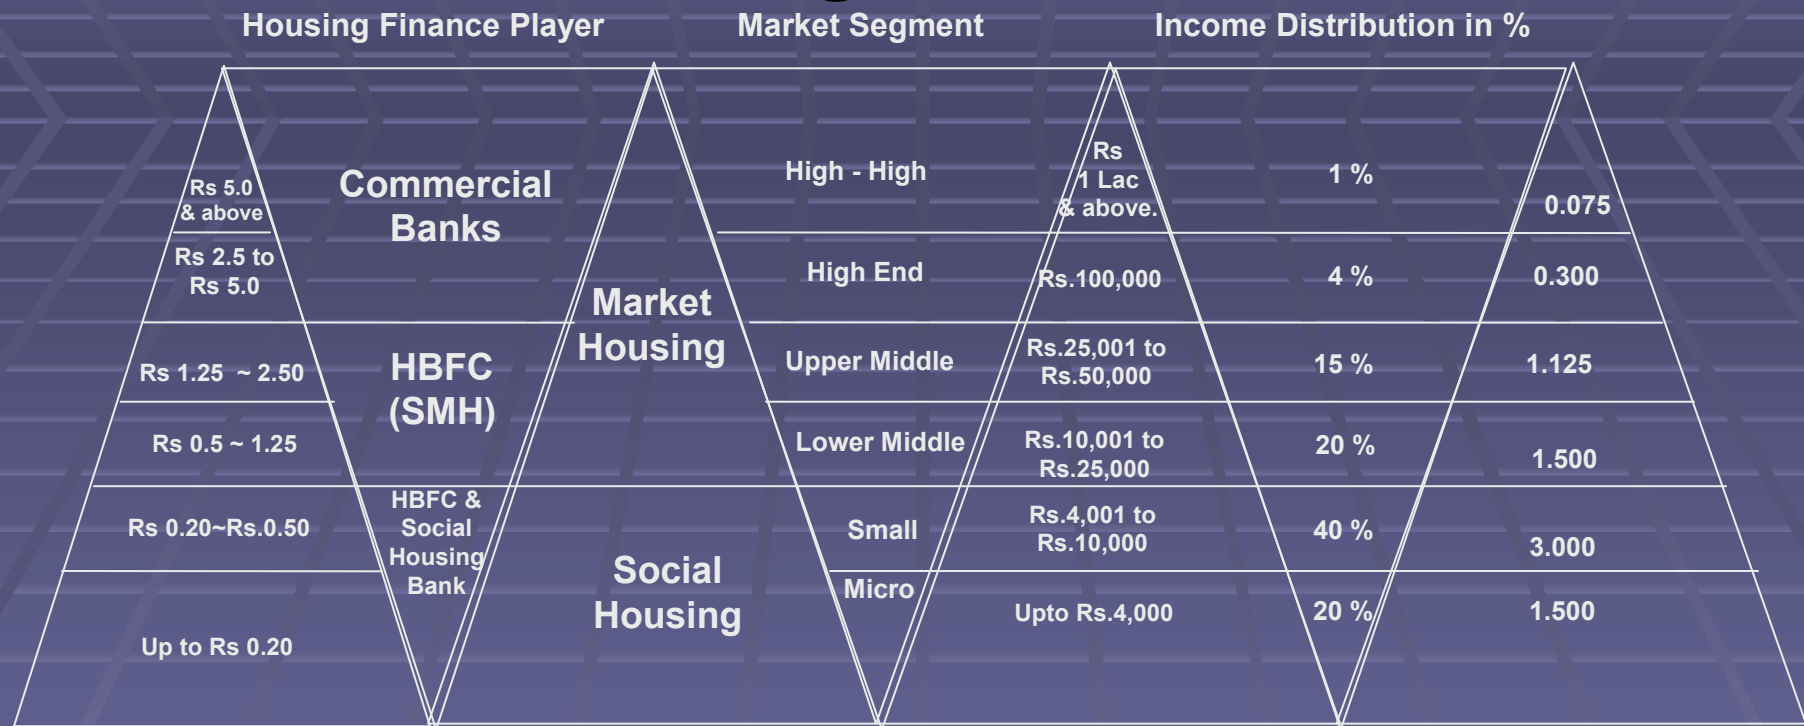 Housing Finance Player
Market Segment
Income Distribution in %
Rs 5.0
& above
Commercial
Banks
High - High
Rs
1 Lac
& above.
1 %
0.075
Rs 2.5 to
Rs 5.0
High End
Rs.100,000
4 %
0.300
Market
Housing
Rs 1.25 ~ 2.50
HBFC
(SMH)
Upper Middle
Rs.25,001 to
Rs.50,000
15 %
1.125
Rs 0.5 ~ 1.25
Lower Middle
Rs.10,001 to
Rs.25,000
20 %
1.500
Rs 0.20~Rs.0.50
HBFC &
Social
Housing
Bank
Social
Housing
Small
Rs.4,001 to
Rs.10,000
40 %
3.000
Up to Rs 0.20
Micro
Upto Rs.4,000
20 %
1.500